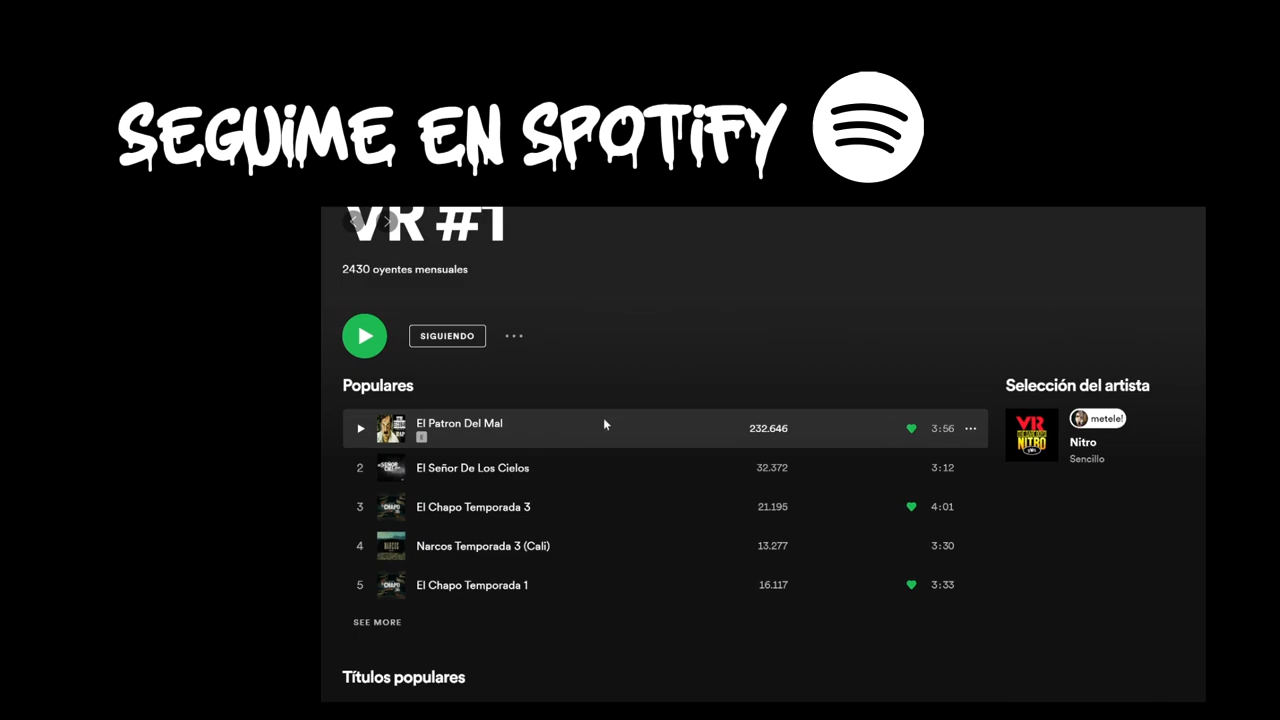 SEGUiME EN SPOTiFY
VR #1
2430 oyentes mensuales
SIGUIENDO
Populares
Selección del artista
El Patron Del Mal 232.646 3:56
E
2 El Señor De Los Cielos 32.372 3:12
3 El Chapo Temporada 3 21.195 4:01
4 Narcos Temporada 3 (Cali) 13.277 3:30
5 El Chapo Temporada 1 16.117 3:33
VR
NITRO
metele!
Nitro
Sencillo
SEE MORE
Títulos populares